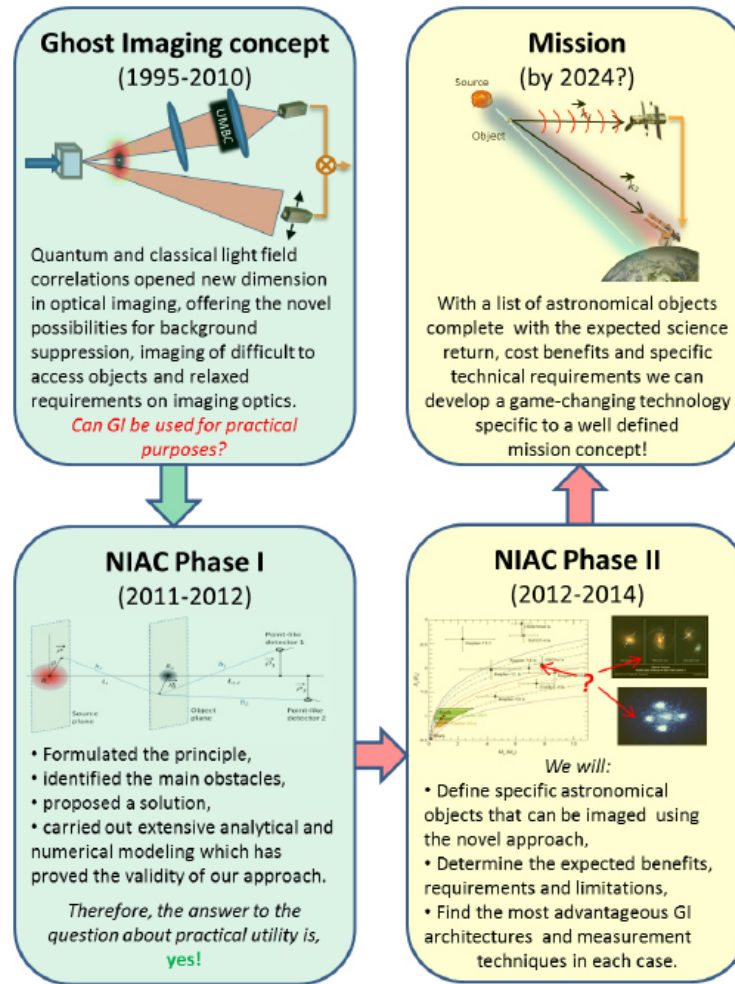 Ghost Imaging concept
(1995-2010)
UMBC
Quantum and classical light field
correlations opened new dimension
in optical imaging, offering the novel
possibilities for background
suppression, imaging of difficult to
access objects and relaxed
requirements on imaging optics.
Can GI be used for practical
purposes?
Mission
(by 2024?)
Source
Object
With a list of astronomical objects
complete with the expected science
return, cost benefits and specific
technical requirements we can
develop a game-changing technology
specific to a well defined
mission concept!
NIAC Phase I
(2011-2012)
Point-like
detector 1
Source
plane
Object
plane
Point-like
detector 2
• Formulated the principle,
• identified the main obstacles,
• proposed a solution,
• carried out extensive analytical and
numerical modeling which has
proved the validity of our approach.
Therefore, the answer to the
question about practical utility is,
yes!
NIAC Phase II
(2012-2014)
?
We will:
• Define specific astronomical
objects that can be imaged using
the novel approach,
• Determine the expected benefits,
requirements and limitations,
• Find the most advantageous GI
architectures and measurement
techniques in each case.